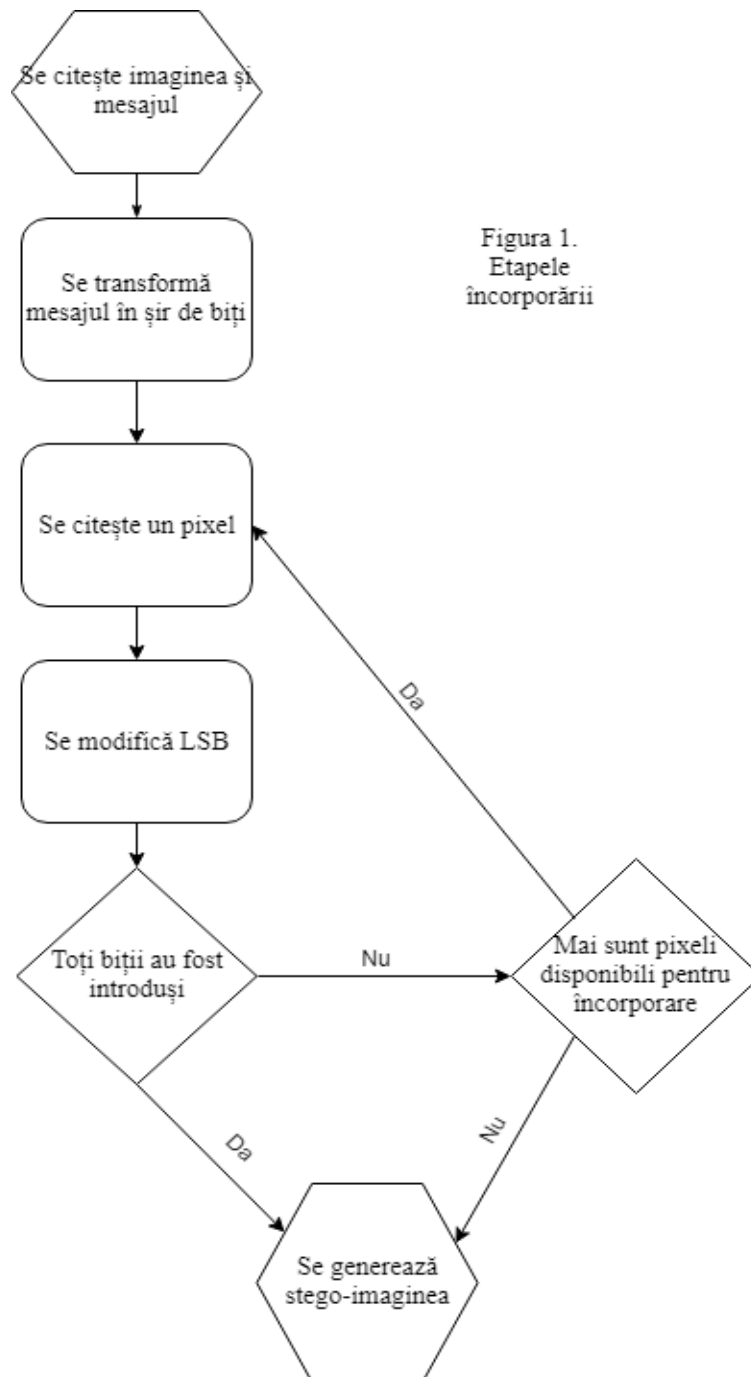 Se citește imaginea și
mesajul
Se transformă
mesajul în șir de biți
Figura 1.
Etapele
încorporării
Se citește un pixel
Da
Se modifică LSB
Toți biții au fost
introduși
Nu
Mai sunt pixeli
disponibili pentru
încorporare
Da
Nu
Se generează
stego-imaginea